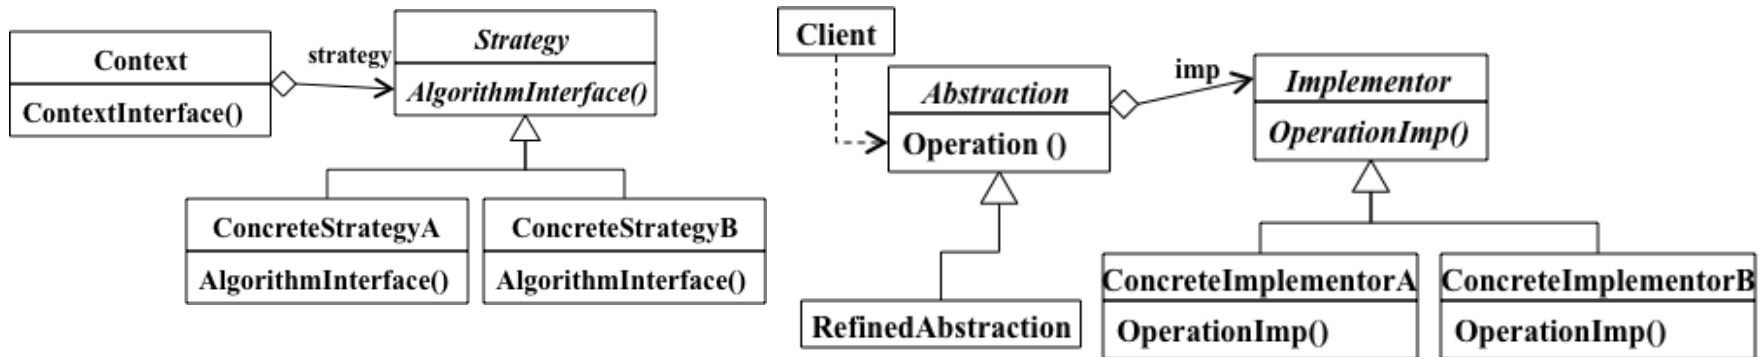 Context
ContextInterface()
strategy
Strategy
AlgorithmInterface()
ConcreteStrategyA
AlgorithmInterface()
ConcreteStrategyB
AlgorithmInterface()
Client
Abstraction
Operation ()
imp
Implementor
OperationImp()
RefinedAbstraction
ConcreteImplementorA
OperationImp()
ConcreteImplementorB
OperationImp()